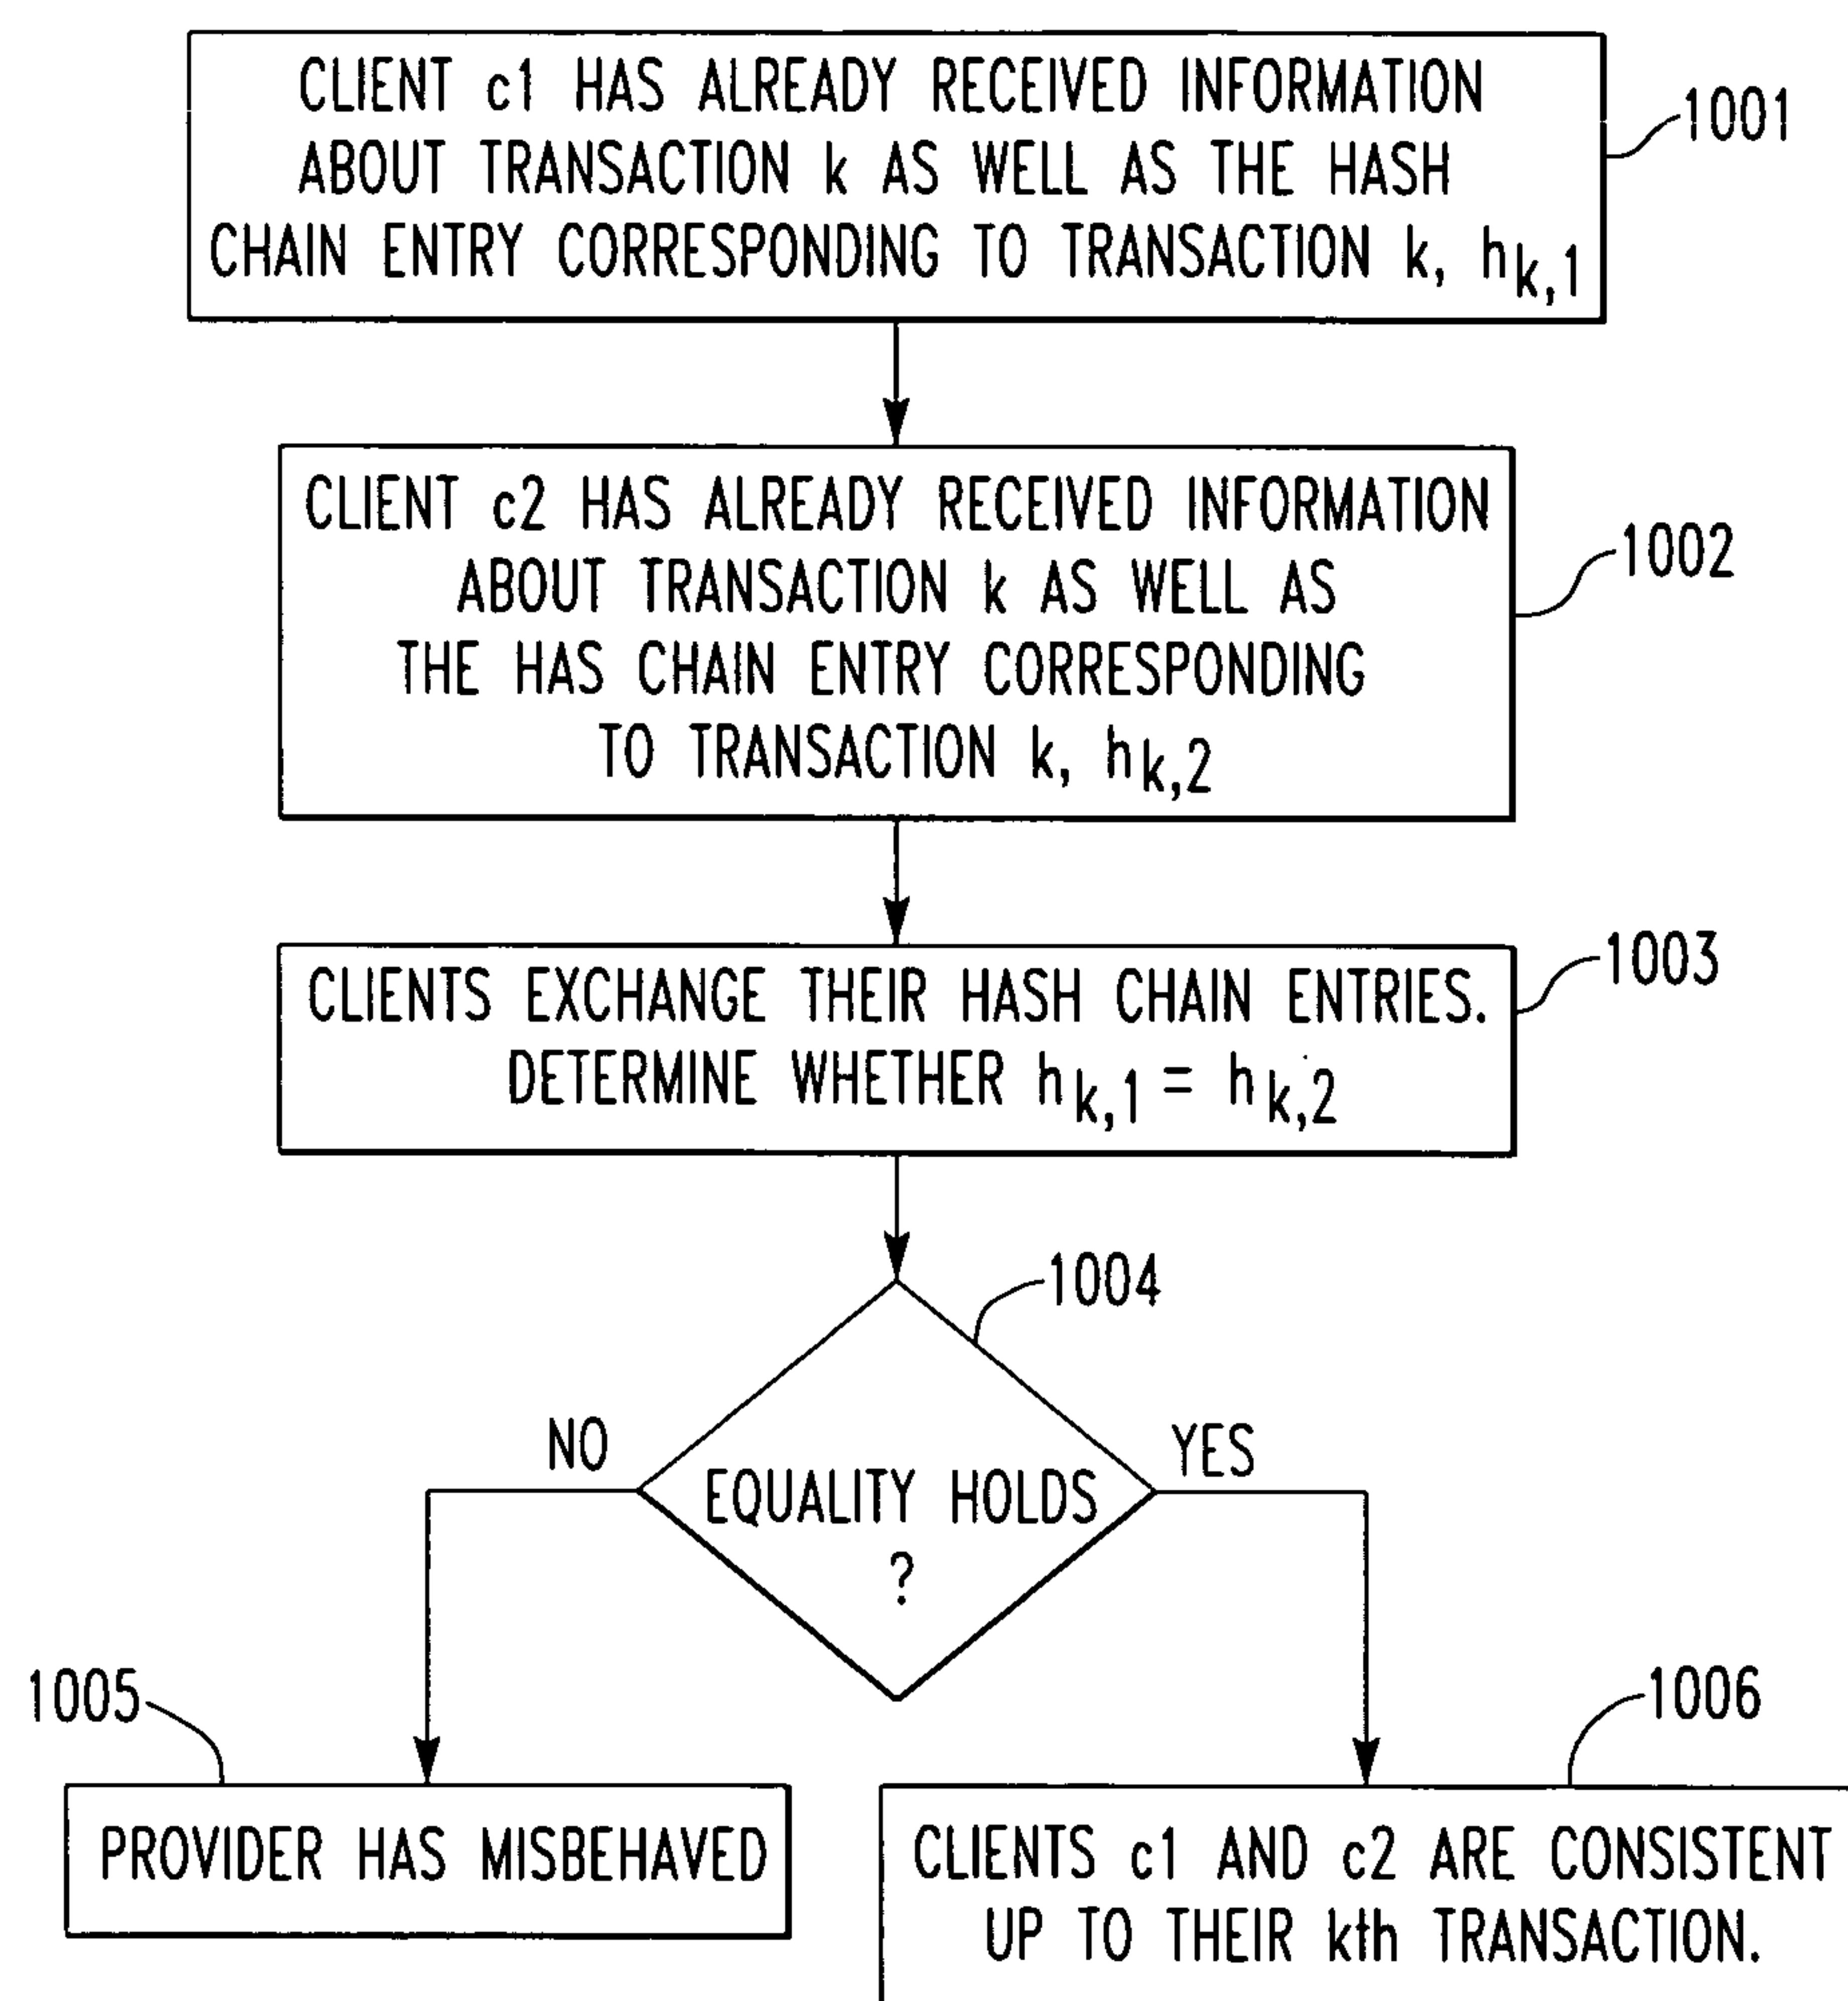 CLIENT c1 HAS ALREADY RECEIVED INFORMATION
ABOUT TRANSACTION k AS WELL AS THE HASH
CHAIN ENTRY CORRESPONDING TO TRANSACTION k, hk,1
1001
CLIENT c2 HAS ALREADY RECEIVED INFORMATION
ABOUT TRANSACTION k AS WELL AS
THE HAS CHAIN ENTRY CORRESPONDING
TO TRANSACTION k, hk,2
1002
CLIENTS EXCHANGE THEIR HASH CHAIN ENTRIES.
DETERMINE WHETHER hk,1 = hk,2
1003
1004
NO
YES
EQUALITY HOLDS
?
1005
1006
PROVIDER HAS MISBEHAVED
CLIENTS c1 AND c2 ARE CONSISTENT
UP TO THEIR kth TRANSACTION.